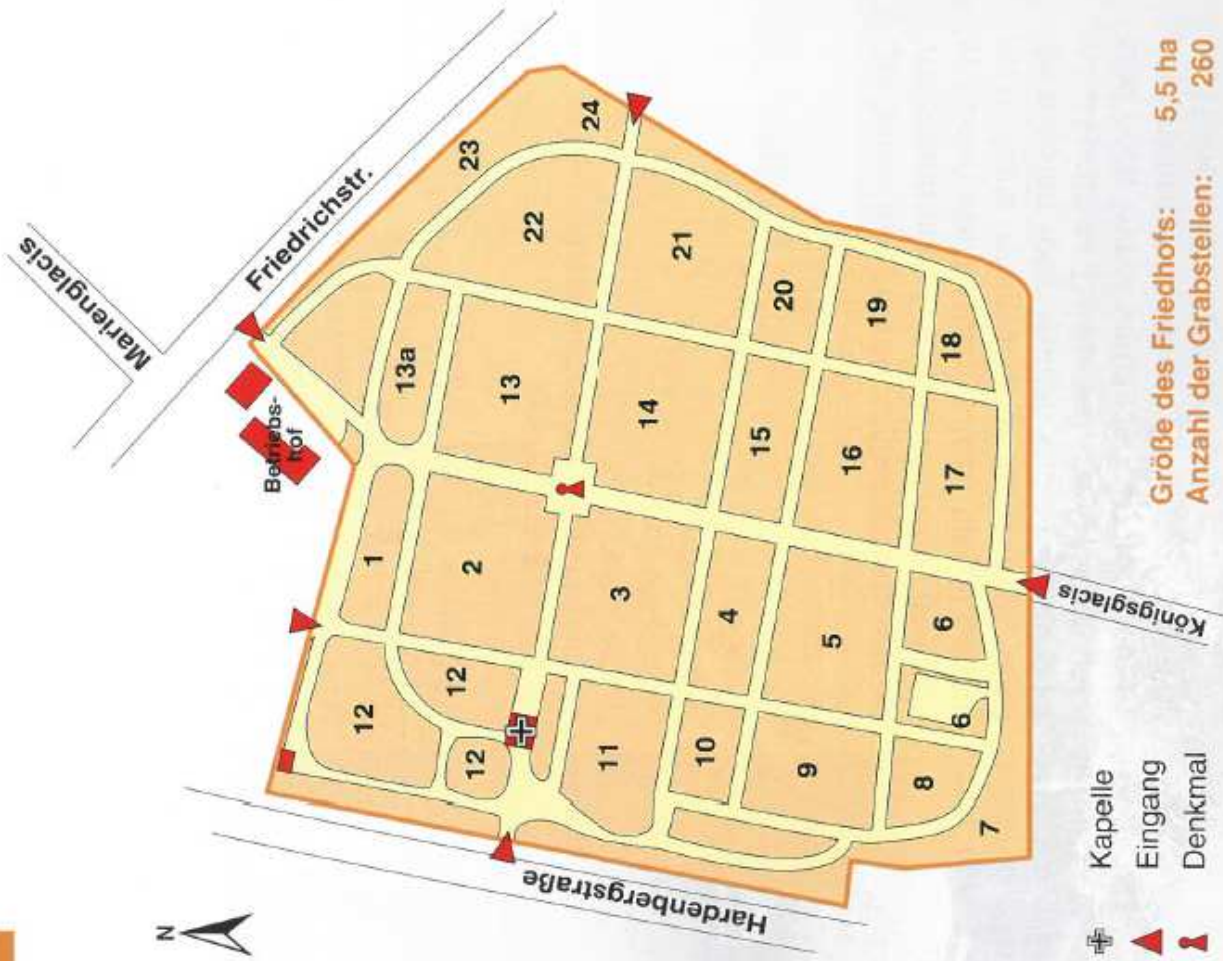 N
Marienglacis
Friedrichstr.
Betriebs-
hof
23
24
22
21
20
19
18
13a
13
14
15
16
17
1
2
3
4
5
6
6
12
12
12
11
10
9
8
7
Hardenbergstraße
Königsglacis
Kapelle
Eingang
Denkmal
Größe des Friedhofs: 5,5 ha
Anzahl der Grabstellen: 260